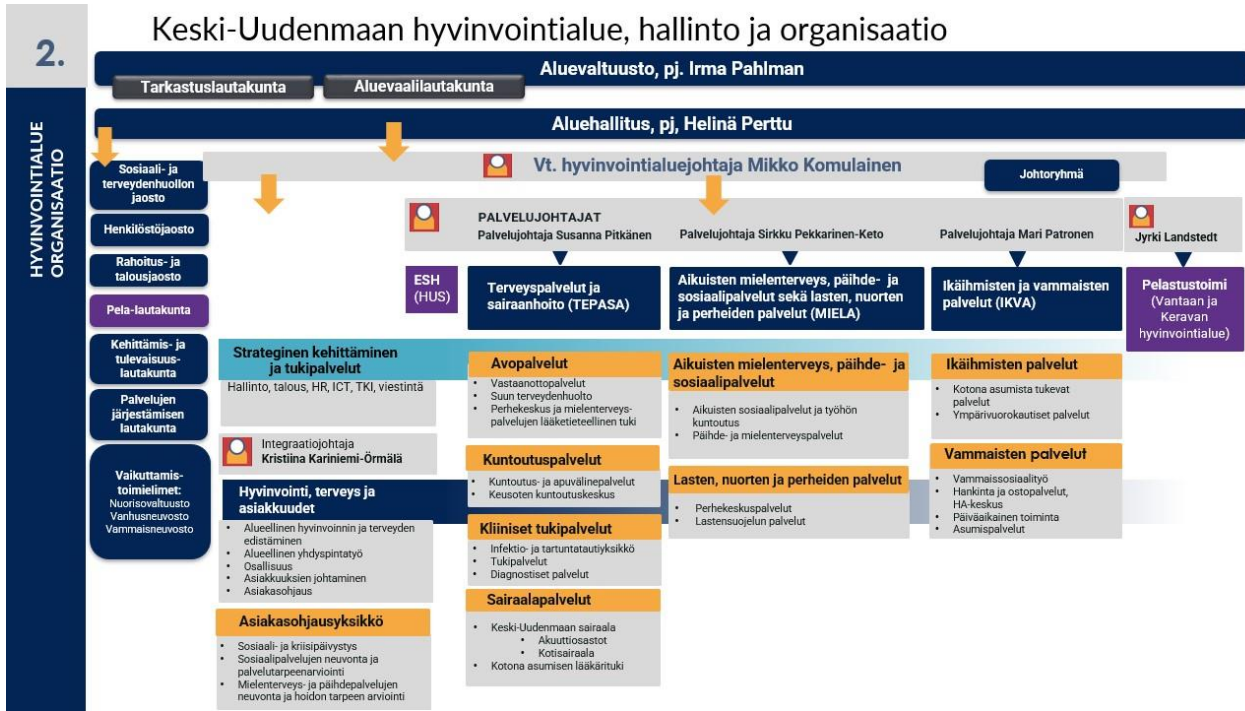 Keski-Uudenmaan hyvinvointialue, hallinto ja organisaatio
2.
HYVINVOINTIALUE
ORGANISAATIO
Aluevaltuusto, pj. Irma Pahlman
Tarkastuslautakunta
Aluevaalilautakunta
Aluehallitus, pj, Helinä Perttu
Vt. hyvinvointialuejohtaja Mikko Komulainen
Johtoryhmä
Sosiaali- ja
terveydenhuollon
jaosto
Henkilöstöjaosto
Rahoitus- ja
talousjaosto
Pela-lautakunta
Kehittämis- ja
tulevaisuus-
lautakunta
Palvelujen
järjestämisen
lautakunta
Vaikuttamis-
toimielimet:
Nuorisovaltuusto
Vanhusneuvosto
Vammaisneuvosto
PALVELUJOHTAJAT
Palvelujohtaja Susanna Pitkänen
Palvelujohtaja Sirkku Pekkarinen-Keto
Palvelujohtaja Mari Patronen
Jyrki Landstedt
ESH
(HUS)
Terveyspalvelut ja
sairaanhoito (TEPASA)
Aikuisten mielenterveys, päihde- ja
sosiaalipalvelut sekä lasten, nuorten
ja perheiden palvelut (MIELA)
Ikäihmisten ja vammaisten
palvelut (IKVA)
Pelastustoimi
(Vantaan ja
Keravan
hyvinvointialue)
Strateginen kehittäminen
ja tukipalvelut
Hallinto, talous, HR, ICT, TKI, viestintä
Integraatiojohtaja
Kristiina Kariniemi-Örmälä
Hyvinvointi, terveys ja
asiakkuudet
• Alueellinen hyvinvoinnin ja terveyden
edistäminen
• Alueellinen yhdyspintatyö
• Osallisuus
• Asiakkuuksien johtaminen
• Asiakasohjaus
Asiakasohjausyksikkö
• Sosiaali- ja kriisipäivystys
• Sosiaalipalvelujen neuvonta ja
palvelutarpeenarviointi
• Mielenterveys- ja päihdepalvelujen
neuvonta ja hoidon tarpeen arviointi
Avopalvelut
• Vastaanottopalvelut
• Suun terveydenhuolto
• Perhekeskus ja mielenterveys-
palvelujen lääketieteellinen tuki
Kuntoutuspalvelut
• Kuntoutus- ja apuvälinepalvelut
• Keusoten kuntoutuskeskus
Kliiniset tukipalvelut
• Infektio- ja tartuntatautiyksikkö
• Tukipalvelut
• Diagnostiset palvelut
Sairaalapalvelut
• Keski-Uudenmaan sairaala
• Akuuttiosastot
• Kotisairaala
• Kotona asumisen lääkärituki
Aikuisten mielenterveys, päihde- ja
sosiaalipalvelut
• Aikuisten sosiaalipalvelut ja työhön
kuntoutus
• Päihde- ja mielenterveyspalvelut
Lasten, nuorten ja perheiden palvelut
• Perhekeskuspalvelut
• Lastensuojelun palvelut
Ikäihmisten palvelut
• Kotona asumista tukevat
palvelut
• Ympärivuorokautiset palvelut
Vammaisten palvelut
• Vammaissosiaalityö
• Hankinta ja ostopalvelut,
HA-keskus
• Päiväaikainen toiminta
• Asumispalvelut